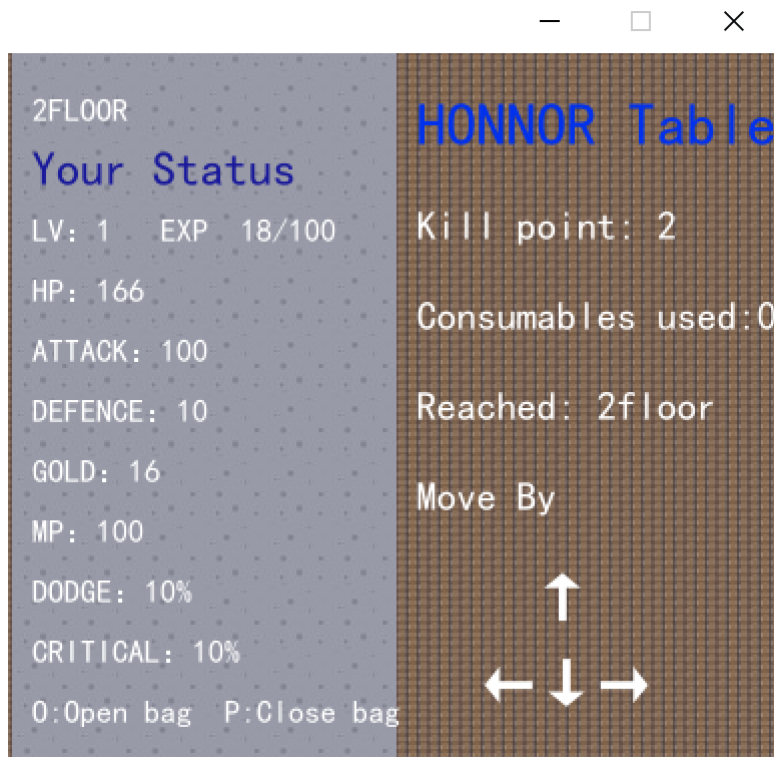 2FLOOR
Your Status
LV: 1 EXP 18/100
HP: 166
ATTACK: 100
DEFENCE: 10
GOLD: 16
MP: 100
DODGE: 10%
CRITICAL: 10%
O:Open bag P:Close bag
HONNOR Table
Kill point: 2
Consumables used:0
Reached: 2floor
Move By
↑
← ↓ →